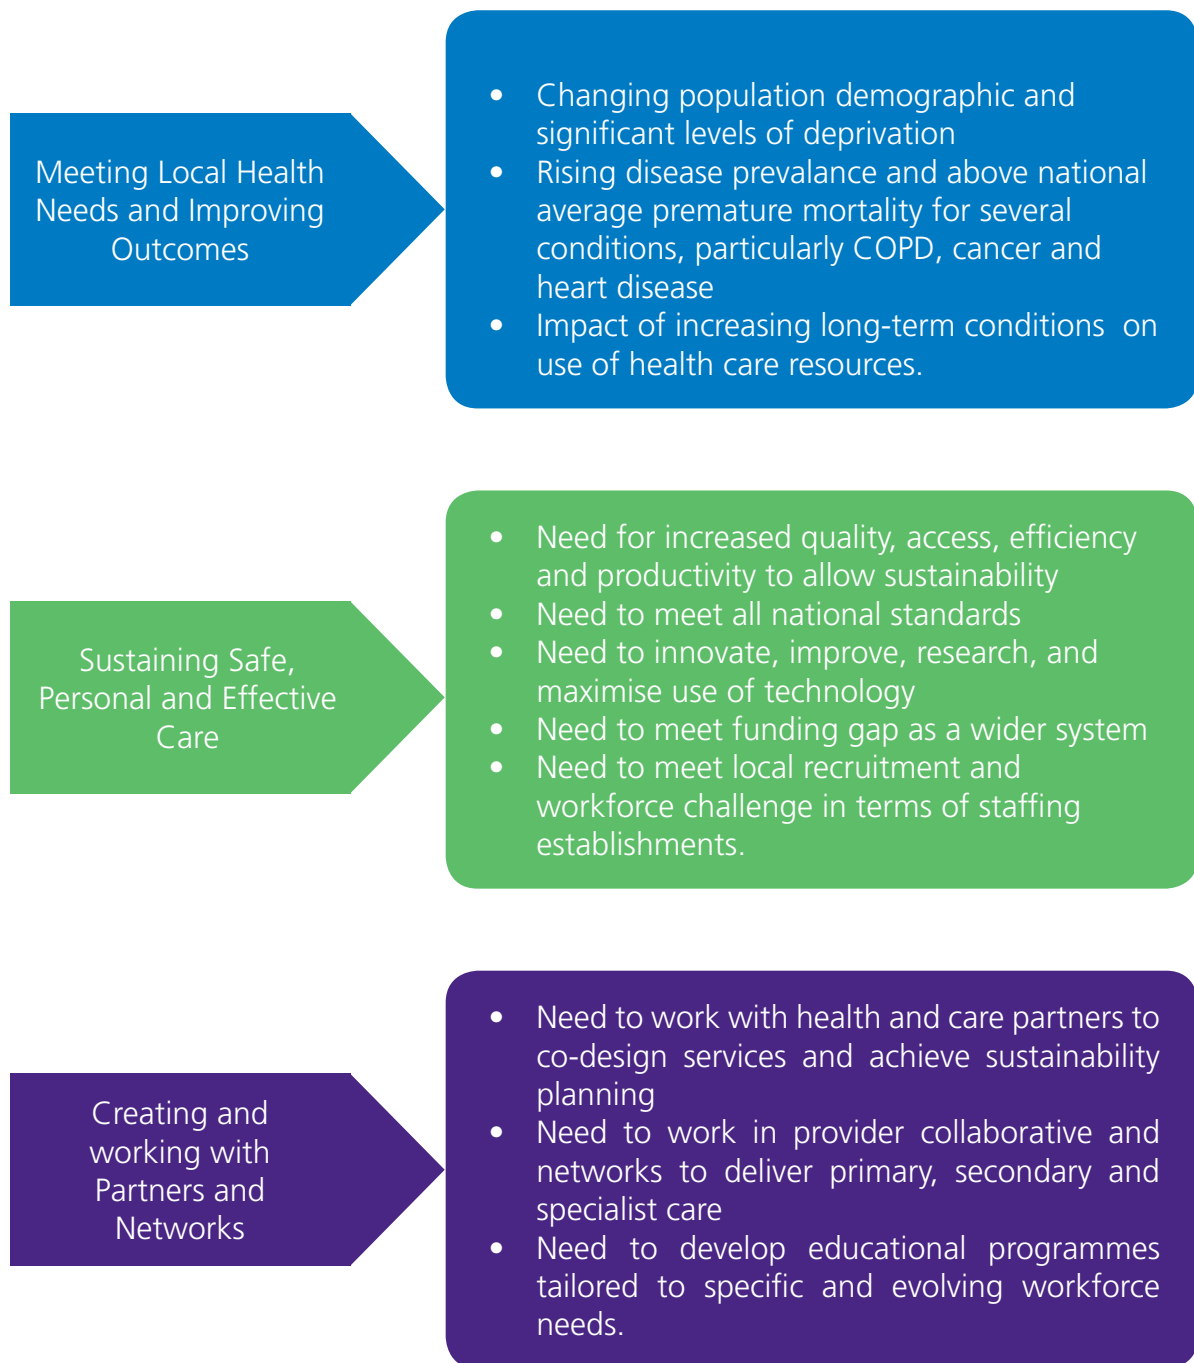 Meeting Local Health
Needs and Improving
Outcomes
• Changing population demographic and
significant levels of deprivation
• Rising disease prevalance and above national
average premature mortality for several
conditions, particularly COPD, cancer and
heart disease
• Impact of increasing long-term conditions  on
use of health care resources.
Sustaining Safe,
Personal and Effective
Care
• Need for increased quality, access, efficiency
and productivity to allow sustainability
• Need to meet all national standards
• Need to innovate, improve, research, and
maximise use of technology
• Need to meet funding gap as a wider system
• Need to meet local recruitment and
workforce challenge in terms of staffing
establishments.
Creating and
working with
Partners and
Networks
• Need to work with health and care partners to
co-design services and achieve sustainability
planning
• Need to work in provider collaborative and
networks to deliver primary, secondary and
specialist care
• Need to develop educational programmes
tailored to specific and evolving workforce
needs.